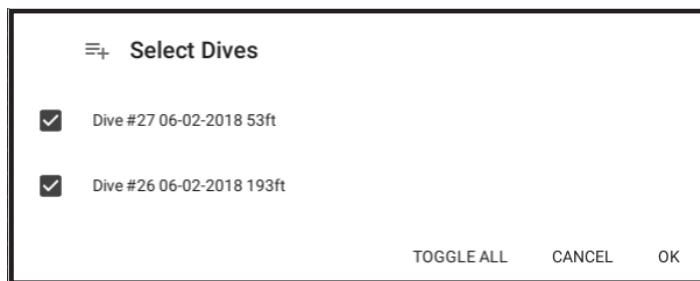 Select Dives
Dive #27 06-02-2018 53ft
Dive #26 06-02-2018 193ft
TOGGLE ALL CANCEL OK